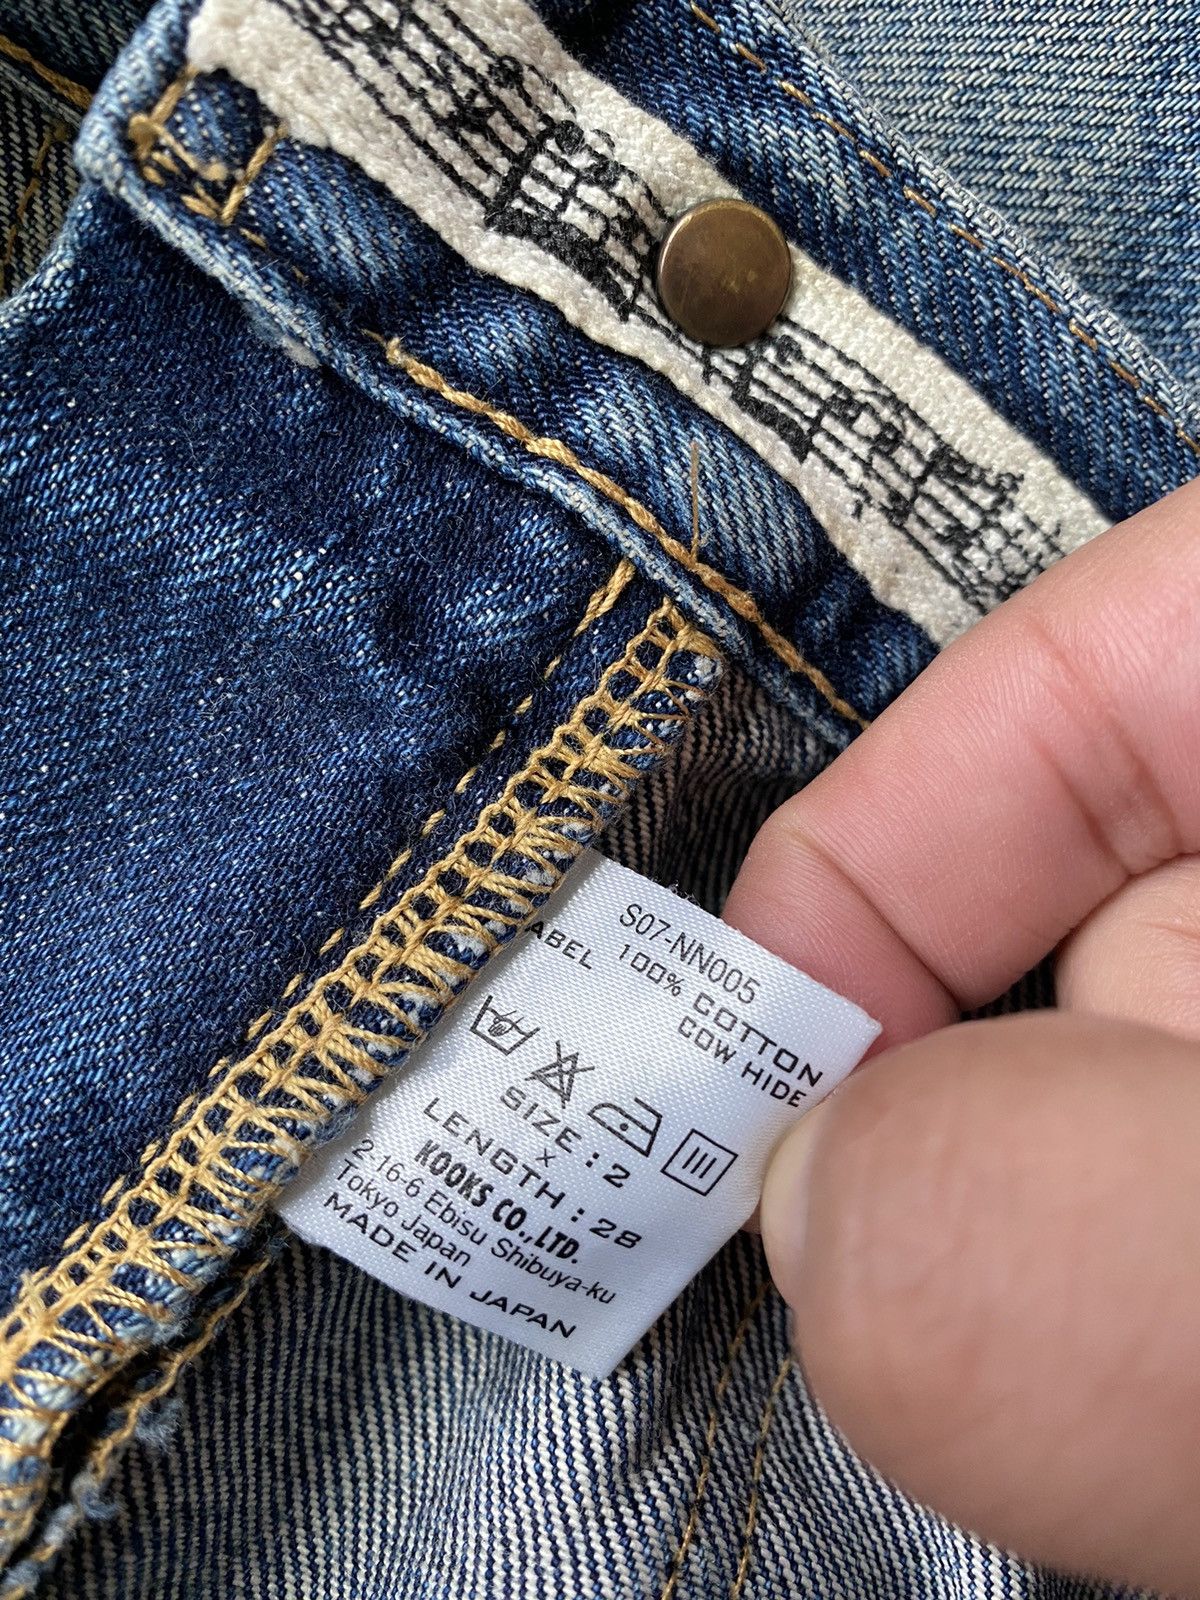 S07-NN005
100% COTTON
ABEL COW HIDE
SIZE : 2
x
LENGTH : 28
KOOKS CO.,LTD.
2 16-6 Ebisu Shibuya-ku
Tokyo Japan
MADE IN JAPAN